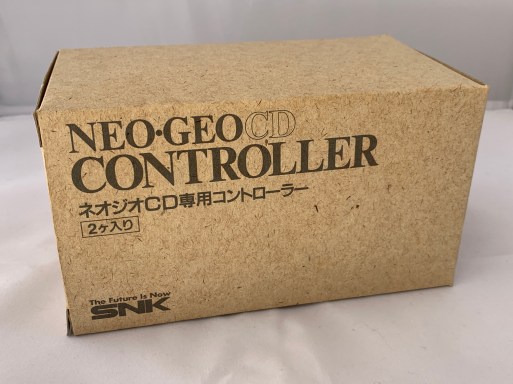 NEO•GEO CD
CONTROLLER
ネオジオCD専用コントローラー
2ケ入り
The Future Is Now
SNK